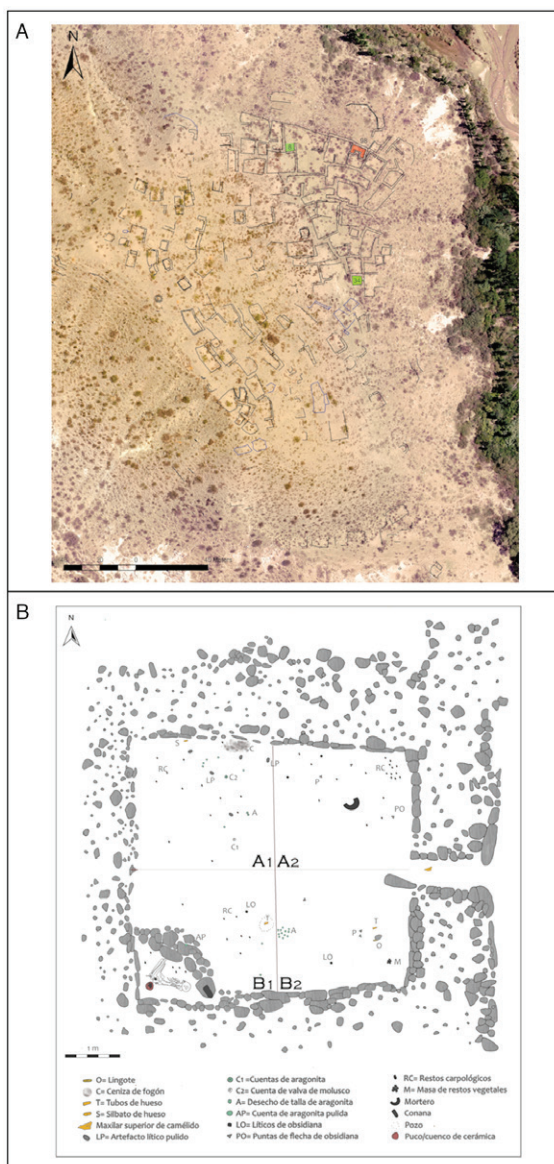 A
N
B
N
S
C
RC
LP
C2
A
C1
LP
P
RC
PO
A1 A2
RC
LO
T
A
P
T
O
AP
LO
M
B1 B2
1 m
O= Lingote
C= Ceniza de fogón
T= Tubos de hueso
S= Silbato de hueso
Maxilar superior de camélido
LP= Artefacto lítico pulido
C1 =Cuentas de aragonita
C2= Cuenta de valva de molusco
A= Desecho de talla de aragonita
AP= Cuenta de aragonita pulida
LO= Líticos de obsidiana
PO= Puntas de flecha de obsidiana
RC= Restos carpológicos
M= Masa de restos vegetales
Mortero
Conana
Pozo
Puco/cuenco de cerámica